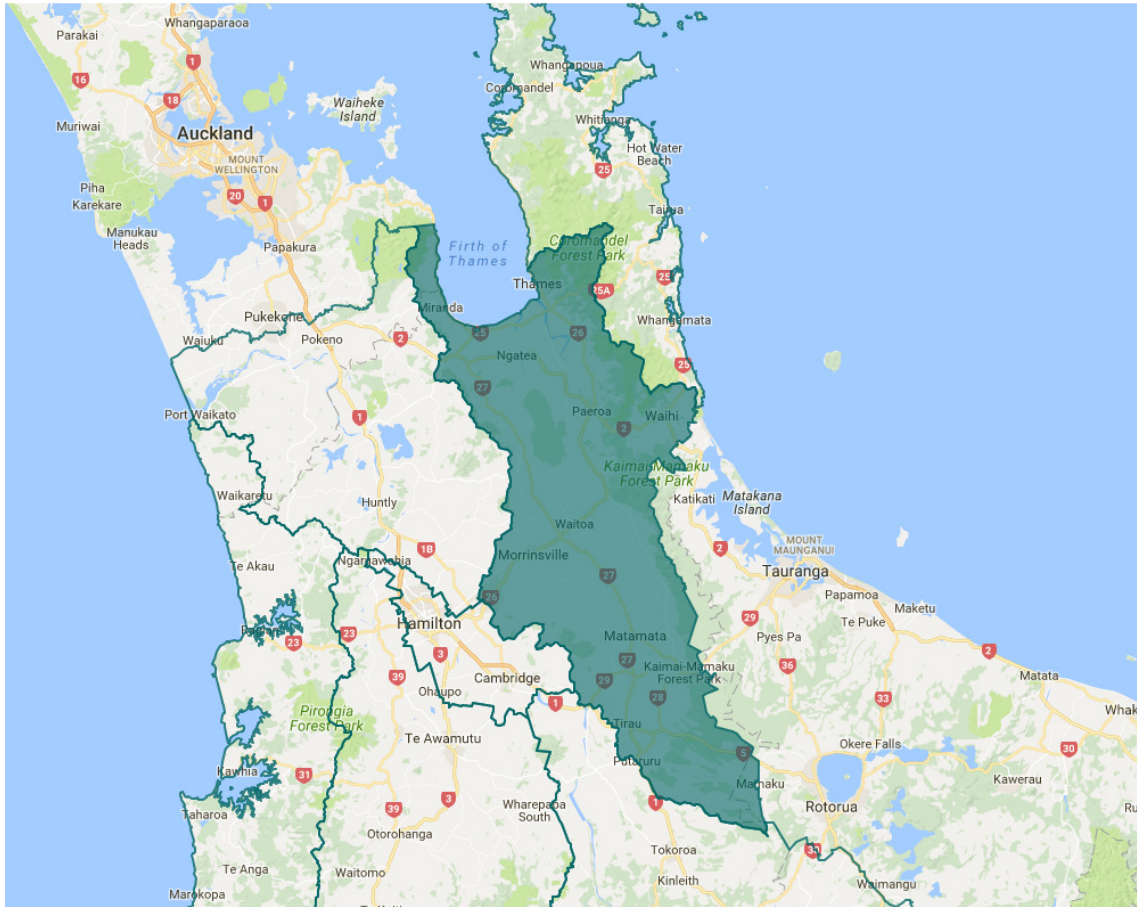 Whangaparaoa
Parakai
1
16
18
Waiheke
Island
Muriwai
Auckland
MOUNT
WELLINGTON
Piha
Karekare
20
1
Manukau
Heads
Papakura
Whangapoua
Coromandel
Whitianga
Hot Water
Beach
25
Tairua
Firth of
Thames
Coromandel
Forest Park
Thames
25A
25
Miranda
Whangamata
Pukekohe
Waiuku
Pokeno
2
25
26
Ngatea
25
27
Port Waikato
1
Paeroa
Waihi
2
Kaimai-Mamaku
Forest Park
Katikati
Matakana
Island
Waikaretu
Huntly
Waitoa
2
MOUNT
MAUNGANUI
Te Akau
Ngaruawahia
1B
Morrinsville
Tauranga
27
26
Papamoa
Maketu
Te Puke
Hamilton
29
Raglan
23
23
3
Matamata
Pyes Pa
2
27
36
39
29
Kaimai-Mamaku
Forest Park
33
Matata
Ohaupo
Cambridge
28
1
Pirongia
Forest Park
Te Awamutu
Tirau
Whak
Okere Falls
30
5
Putaruru
Kawhia
31
Mamaku
Kawerau
3
39
Wharepapa
South
1
Rotorua
Taharoa
Otorohanga
Ru
Tokoroa
Te Anga
Waitomo
Kinleith
Waimangu
Marokopa